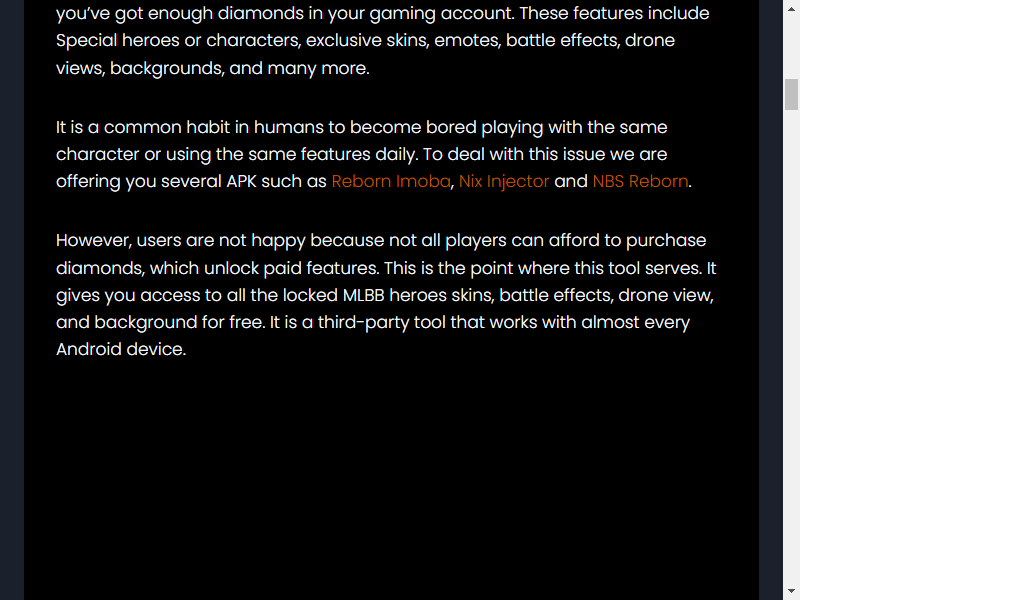 you’ve got enough diamonds in your gaming account. These features include
Special heroes or characters, exclusive skins, emotes, battle effects, drone
views, backgrounds, and many more.
It is a common habit in humans to become bored playing with the same
character or using the same features daily. To deal with this issue we are
offering you several APK such as Reborn Imoba, Nix Injector and NBS Reborn.
However, users are not happy because not all players can afford to purchase
diamonds, which unlock paid features. This is the point where this tool serves. It
gives you access to all the locked MLBB heroes skins, battle effects, drone view,
and background for free. It is a third-party tool that works with almost every
Android device.